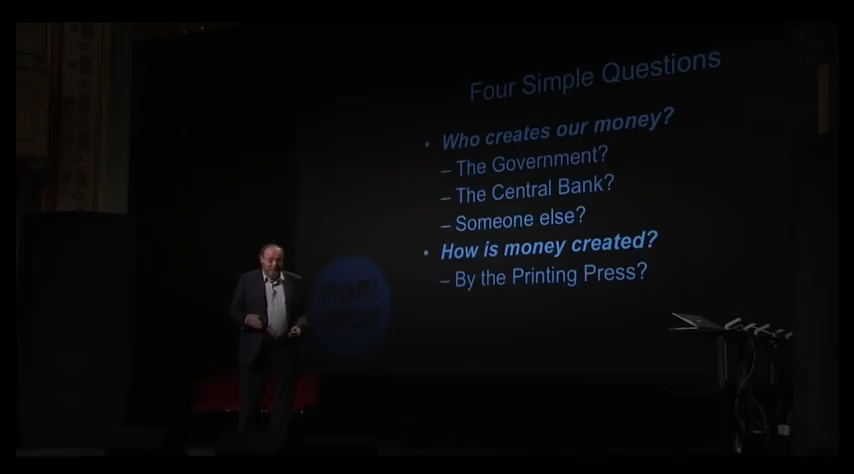 Four Simple Questions
• Who creates our money?
– The Government?
– The Central Bank?
– Someone else?
• How is money created?
– By the Printing Press?